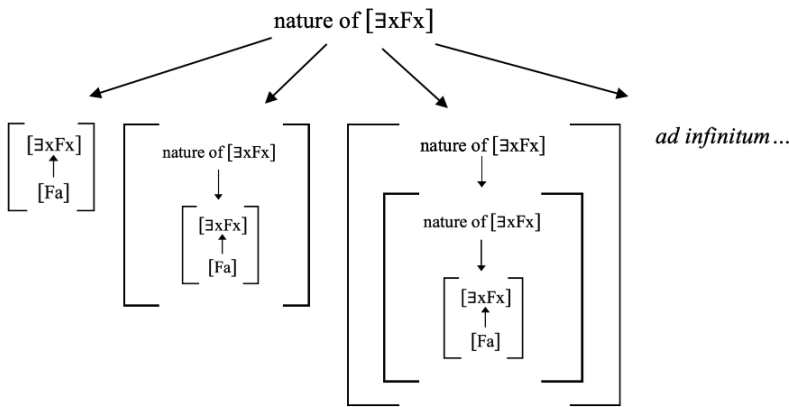 nature of [∃xFx]
[∃xFx]
[Fa]
nature of [∃xFx]
[∃xFx]
[Fa]
nature of [∃xFx]
nature of [∃xFx]
[∃xFx]
[Fa]
ad infinitum…